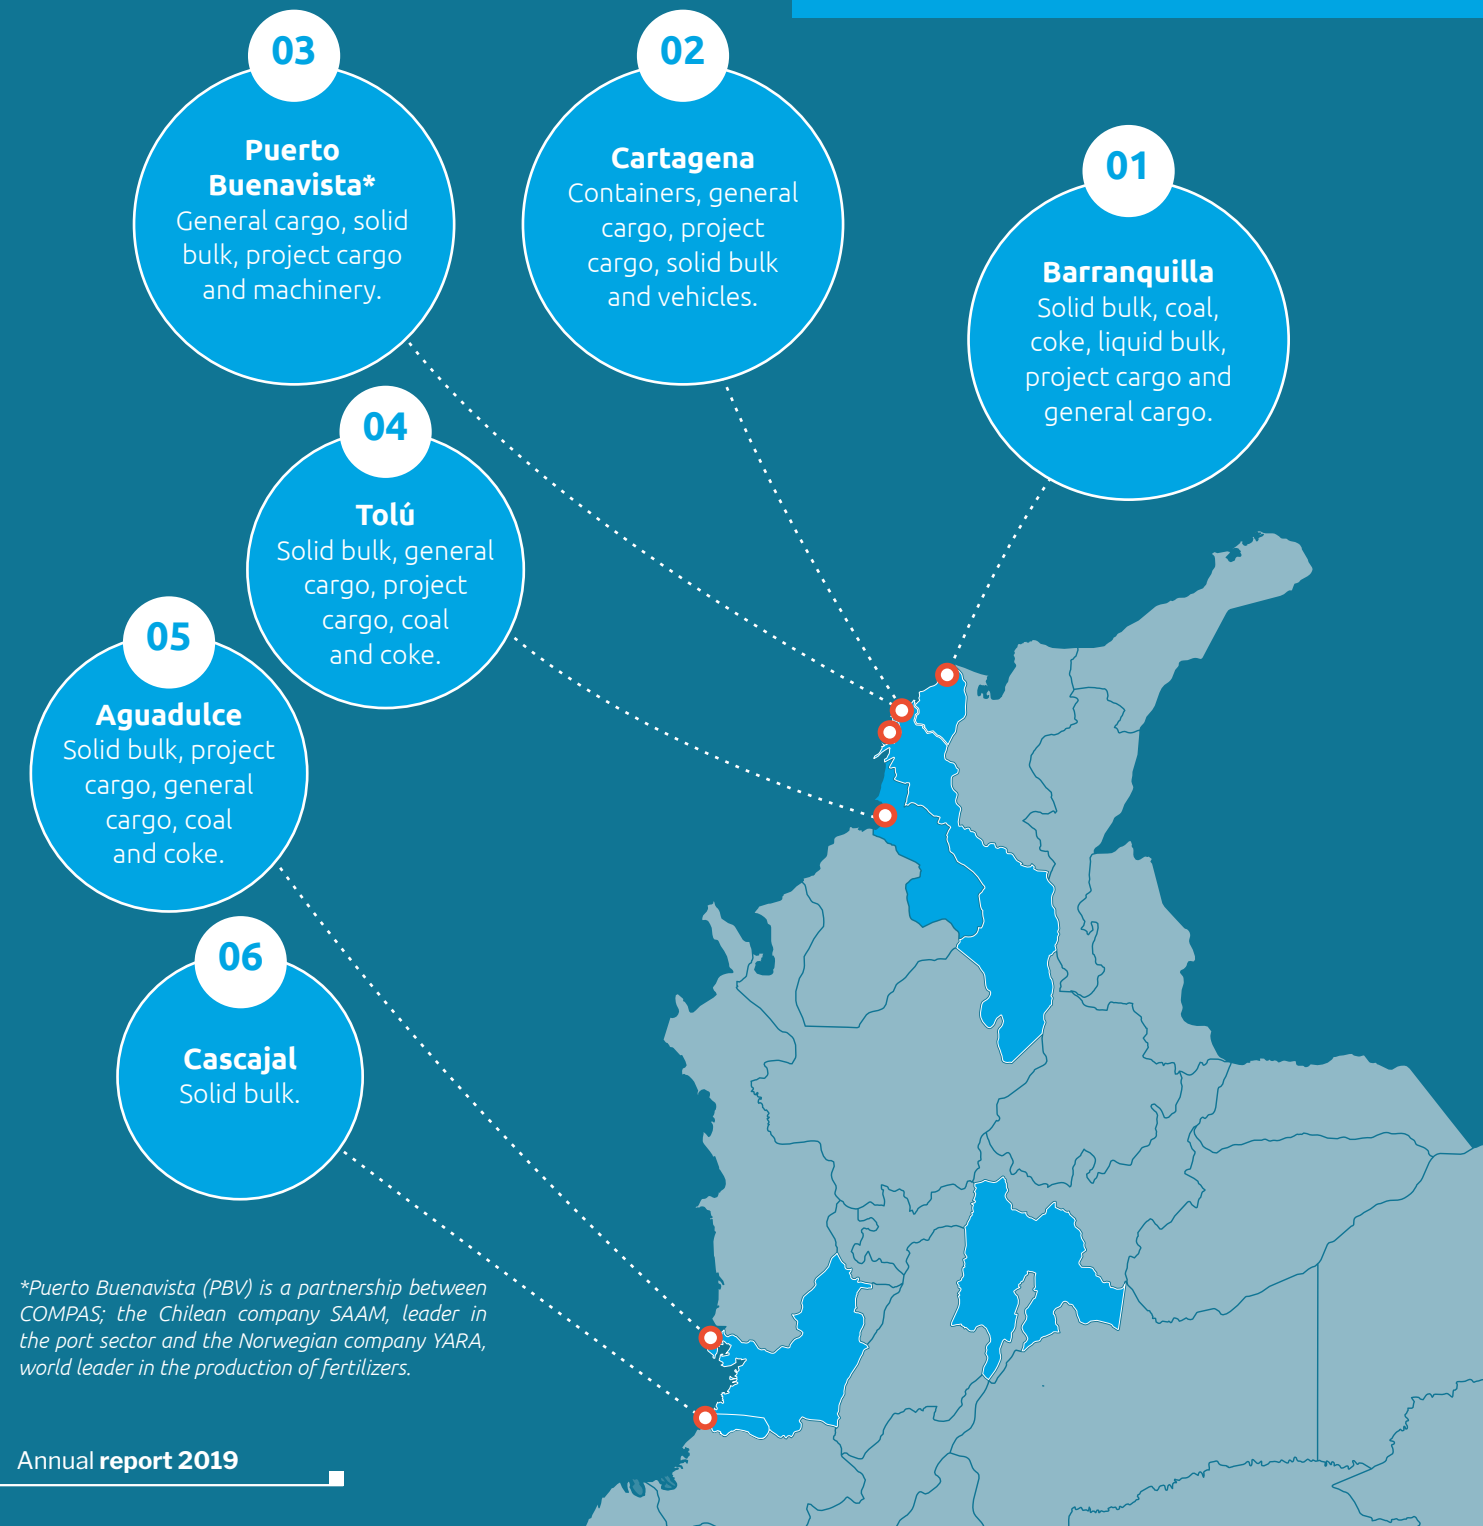 03
Puerto
Buenavista*
General cargo, solid
bulk, project cargo
and machinery.
02
Cartagena
Containers, general
cargo, project
cargo, solid bulk
and vehicles.
01
Barranquilla
Solid bulk, coal,
coke, liquid bulk,
project cargo and
general cargo.
04
Tolú
Solid bulk, general
cargo, project
cargo, coal
and coke.
05
Aguadulce
Solid bulk, project
cargo, general
cargo, coal
and coke.
06
Cascajal
Solid bulk.
*Puerto Buenavista (PBV) is a partnership between
COMPAS; the Chilean company SAAM, leader in
the port sector and the Norwegian company YARA,
world leader in the production of fertilizers.
Annual report 2019